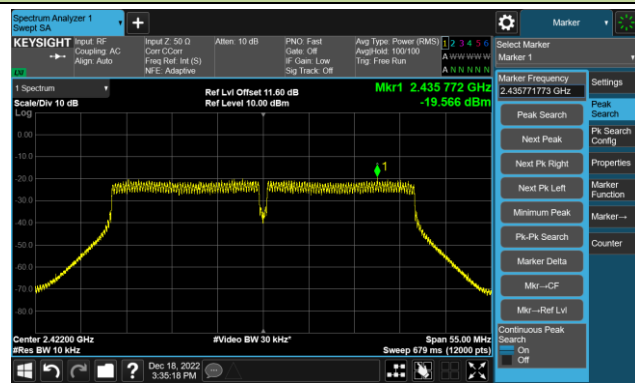 Spectrum Analyzer 1
Swept SA
Marker
KEYSIGHT
Input: RF
Coupling: AC
Align: Auto
Input Z: 50 Ω
Corr CCorr
Freq Ref: Int (S)
NFE: Adaptive
Atten: 10 dB
PNO: Fast
Gate: Off
IF Gain: Low
Sig Track: Off
Avg Type: Power (RMS)
Avg|Hold: 100/100
Trig: Free Run
1 2 3 4 5 6
A W W W W W
A N N N N N
Select Marker
Marker 1
1 Spectrum
Scale/Div 10 dB
Log
Ref Lvl Offset 11.60 dB
Ref Level 10.00 dBm
Mkr1 2.435 772 GHz
-19.566 dBm
0.00
-10.0
-20.0
-30.0
-40.0
-50.0
-60.0
-70.0
-80.0
1
Center 2.42200 GHz
#Res BW 10 kHz
#Video BW 30 kHz*
Span 55.00 MHz
Sweep 679 ms (12000 pts)
Marker Frequency
2.435771773 GHz
Peak Search
Next Peak
Next Pk Right
Next Pk Left
Minimum Peak
Pk-Pk Search
Marker Delta
Mkr→CF
Mkr→Ref Lvl
Continuous Peak
Search
On
Off
Settings
Peak
Search
Pk Search
Config
Properties
Marker
Function
Marker→
Counter
?
Dec 18, 2022
3:35:18 PM